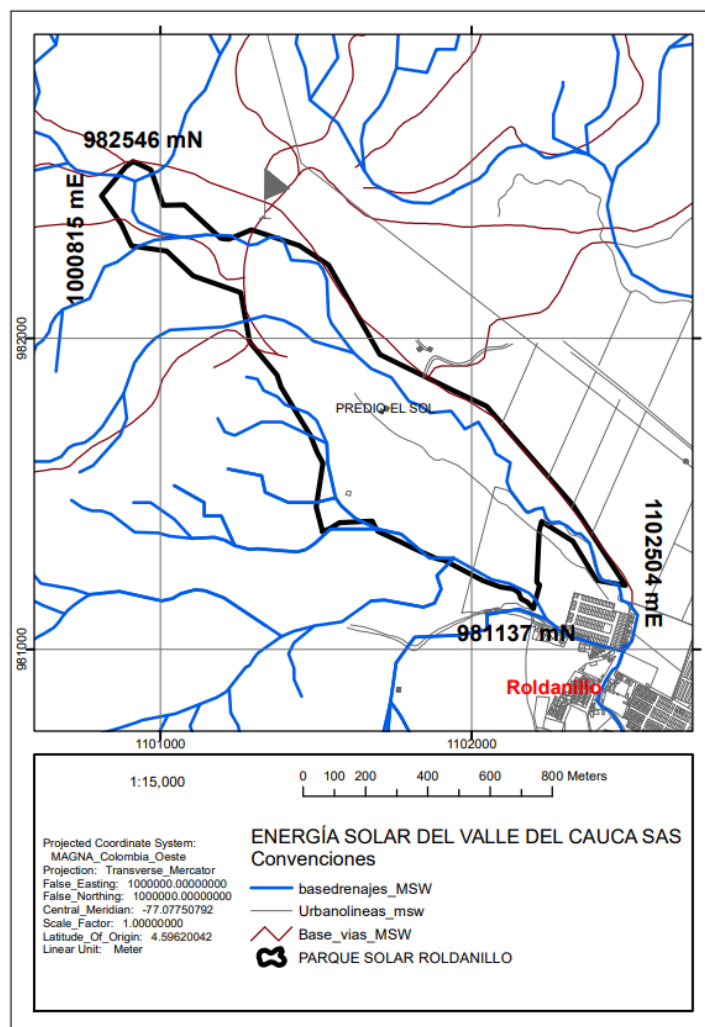 982546 mN
1000815 mE
982000
PREDIO EL SOL
1102504 mE
981137 mN
981000
Roldanillo
1101000
1102000
1:15,000
0 100 200 400 600 800 Meters
Projected Coordinate System:
MAGNA_Colombia_Oeste
Projection: Transverse_Mercator
False_Easting: 1000000.00000000
False_Northing: 1000000.00000000
Central_Meridian: -77.07750792
Scale_Factor: 1.00000000
Latitude_Of_Origin: 4.59620042
Linear Unit: Meter
ENERGÍA SOLAR DEL VALLE DEL CAUCA SAS
Convenciones
basedrenajes_MSW
Urbanolineas_msw
Base_vias_MSW
PARQUE SOLAR ROLDANILLO